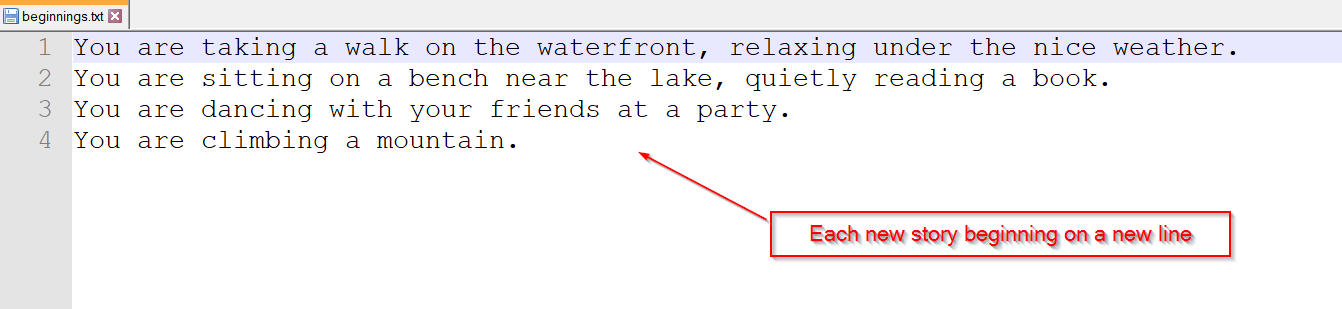 beginnings.txt
1 You are taking a walk on the waterfront, relaxing under the nice weather.
2 You are sitting on a bench near the lake, quietly reading a book.
3 You are dancing with your friends at a party.
4 You are climbing a mountain.
Each new story beginning on a new line